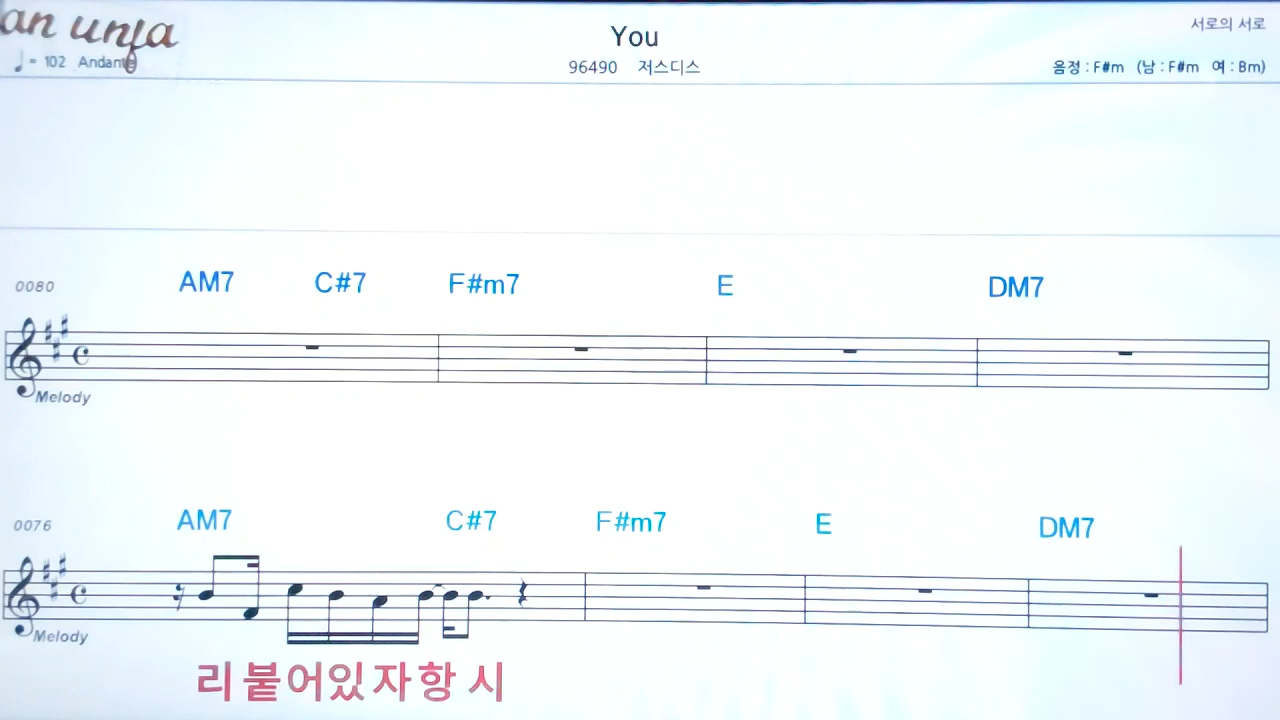 an unja
You
서로의 서로
♩ = 102 Andante
96490 저스디스
음정 : F#m (남 : F#m 여 : Bm)
0080 AM7 C#7 F#m7 E DM7
Melody
0076 AM7 C#7 F#m7 E DM7
Melody
리 붙어있자항 시